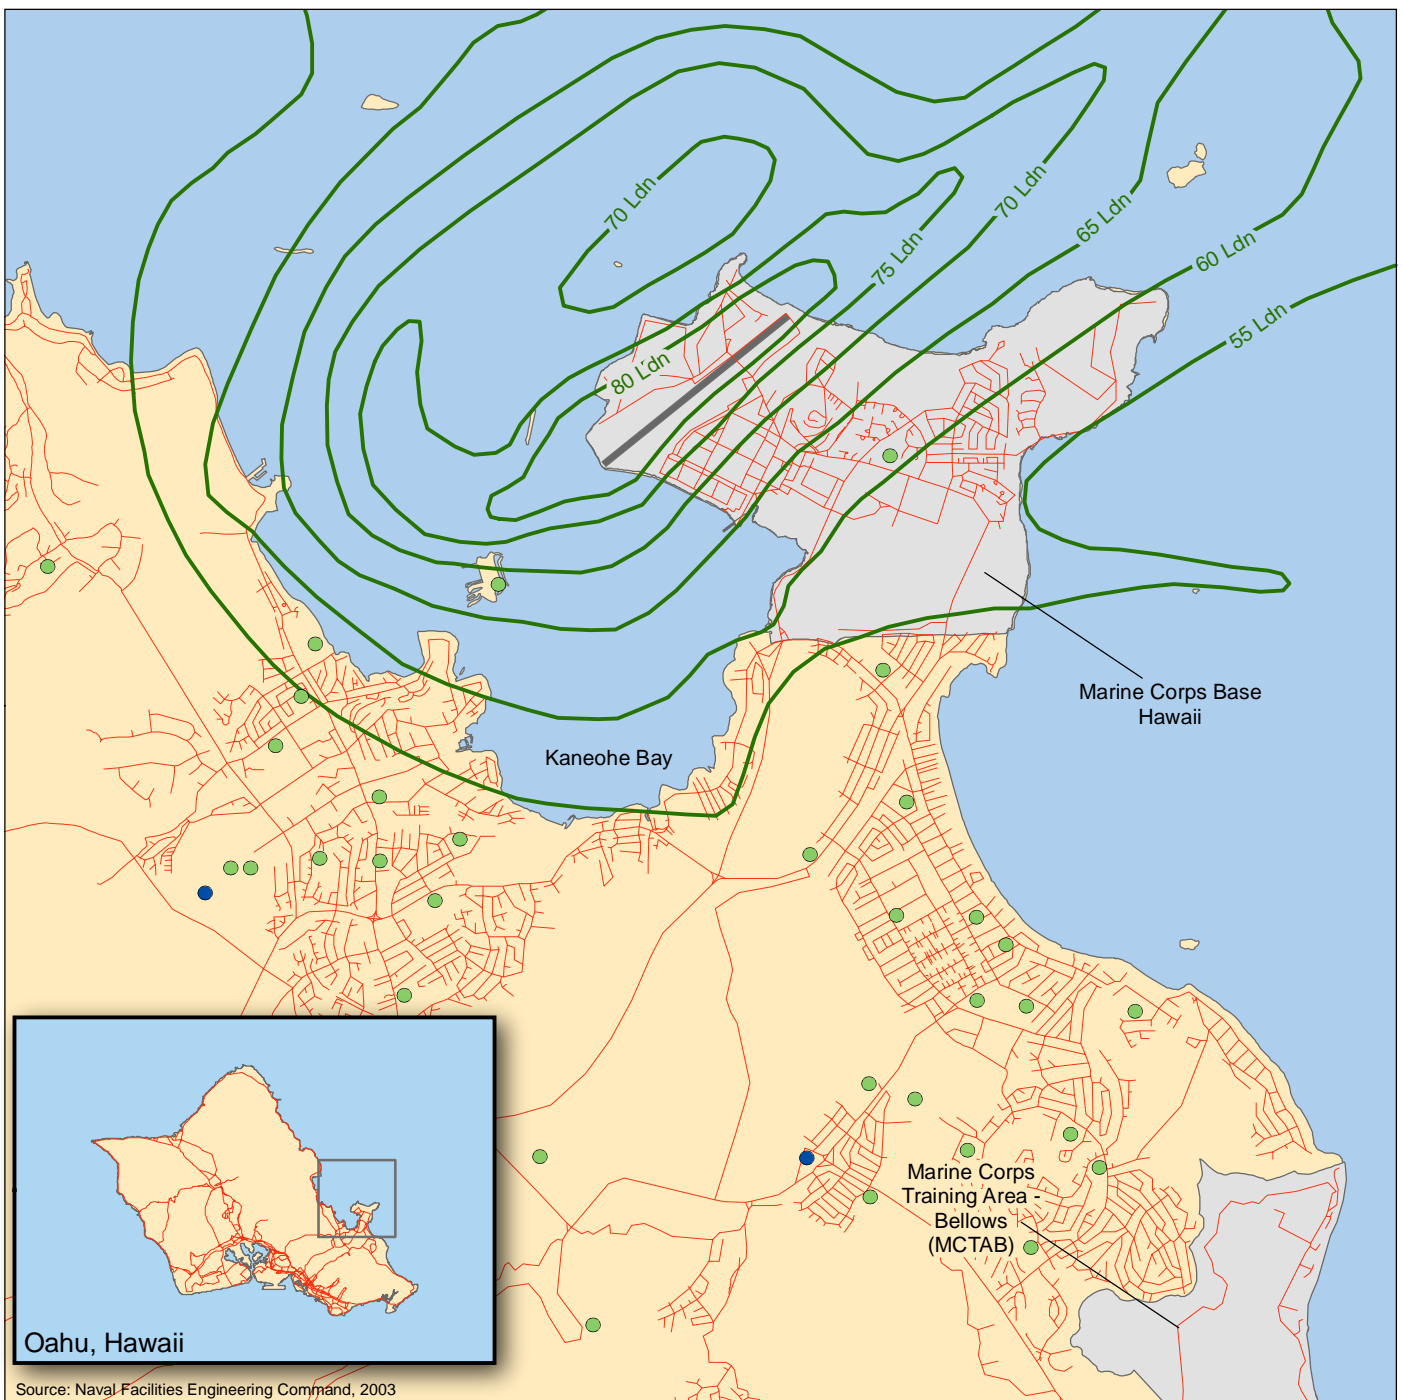 70 Ldn
70 Ldn
65 Ldn
75 Ldn
60 Ldn
55 Ldn
80 Ldn
Marine Corps Base
Hawaii
Kaneohe Bay
Marine Corps
Training Area -
Bellows
(MCTAB)
Oahu, Hawaii
Source: Naval Facilities Engineering Command, 2003